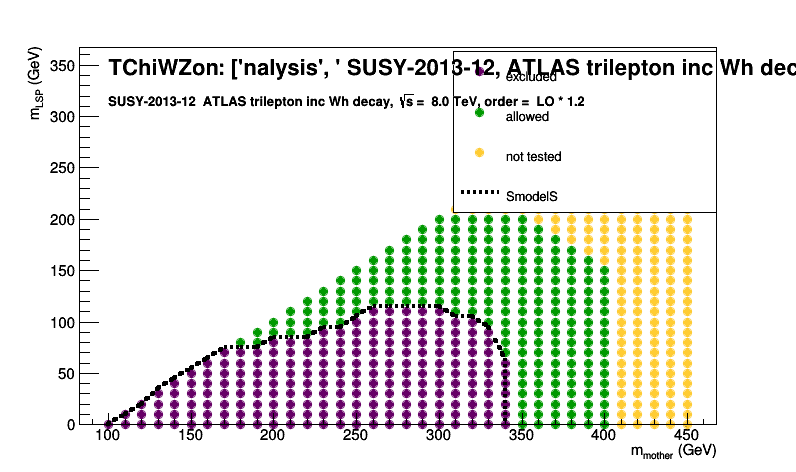 TChiWZon: ['nalysis', ' SUSY-2013-12, ATLAS trilepton inc Wh dec
SUSY-2013-12 ATLAS trilepton inc Wh decay, √s = 8.0 TeV, order = LO * 1.2
excluded
allowed
not tested
SmodelS
m_LSP (GeV)
350
300
250
200
150
100
50
0
100 150 200 250 300 350 400 450
m_mother (GeV)